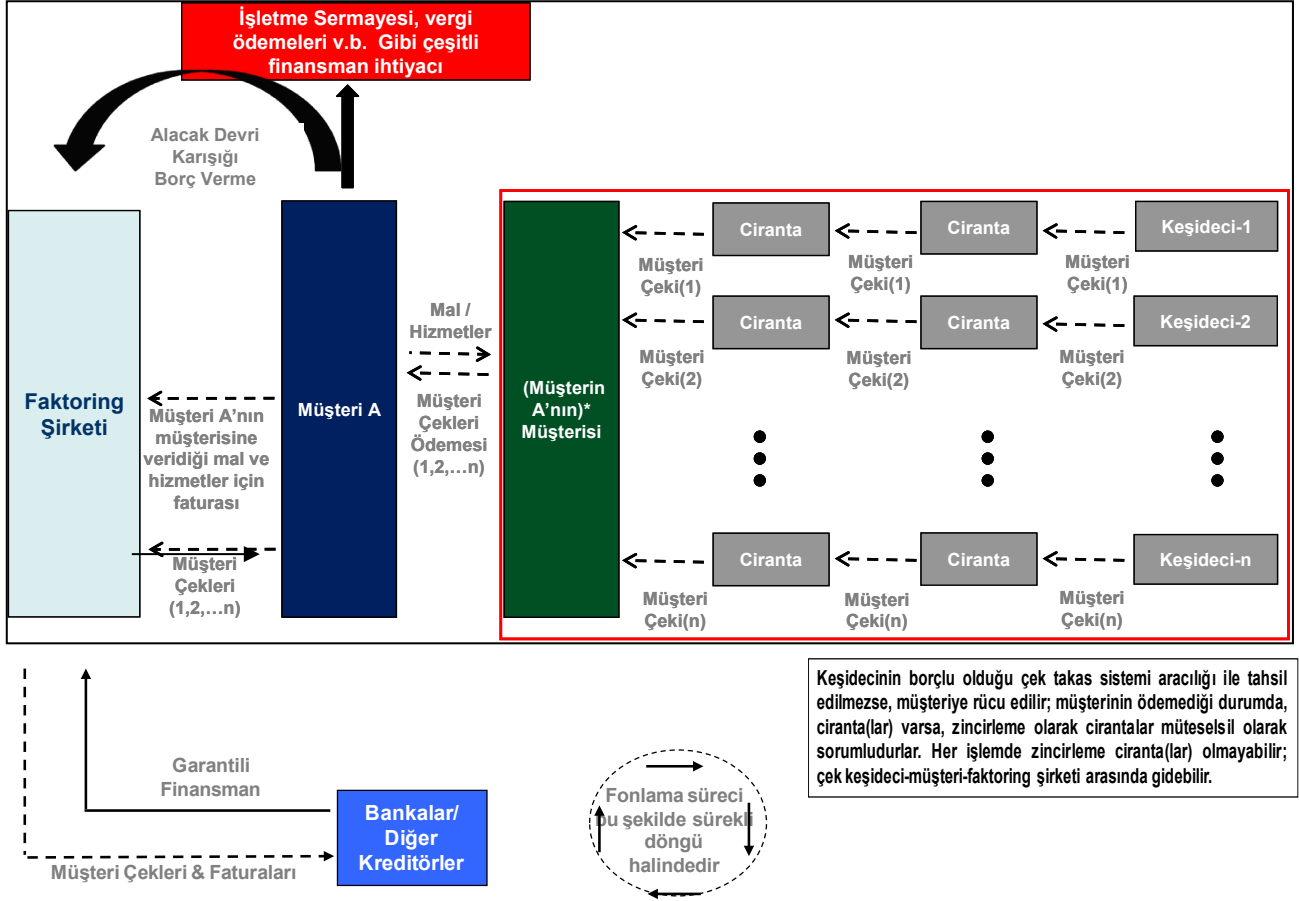 İşletme Sermayesi, vergi
ödemeleri v.b. Gibi çeşitli
finansman ihtiyacı
Alacak Devri
Karışığı
Borç Verme
Faktoring
Şirketi
Müşteri A'nın
müşterisine
veridiği mal ve
hizmetler için
faturası
Müşteri
Çekleri
(1,2,…n)
Müşteri A
Mal /
Hizmetler
Müşteri
Çekleri
Ödemesi
(1,2,…n)
(Müşterin
A'nın)*
Müşterisi
Ciranta
Ciranta
Keşideci-1
Müşteri
Çeki(1)
Müşteri
Çeki(1)
Müşteri
Çeki(1)
Ciranta
Ciranta
Keşideci-2
Müşteri
Çeki(2)
Müşteri
Çeki(2)
Müşteri
Çeki(2)
Ciranta
Ciranta
Keşideci-n
Müşteri
Çeki(n)
Müşteri
Çeki(n)
Müşteri
Çeki(n)
Garantili
Finansman
Müşteri Çekleri & Faturaları
Bankalar/
Diğer
Kreditörler
Fonlama süreci
bu şekilde sürekli
döngü
halindedir
Keşidecinin borçlu olduğu çek takas sistemi aracılığı ile tahsil
edilmezse, müşteriye rücu edilir; müşterinin ödemediği durumda,
ciranta(lar) varsa, zincirleme olarak cirantalar müteselsil olarak
sorumludurlar. Her işlemde zincirleme ciranta(lar) olmayabilir;
çek keşideci-müşteri-faktoring şirketi arasında gidebilir.